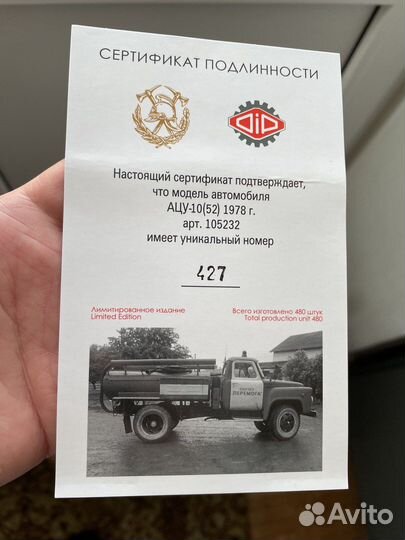 СЕРТИФИКАТ ПОДЛИННОСТИ
DiP
Настоящий сертификат подтверждает,
что модель автомобиля
АЦУ-10(52) 1978 г.
арт. 105232
имеет уникальный номер
427
Лимитированное издание
Limited Edition
Всего изготовлено 480 штук
Total production unit 480
ПЕРЕМОГА"
Avito